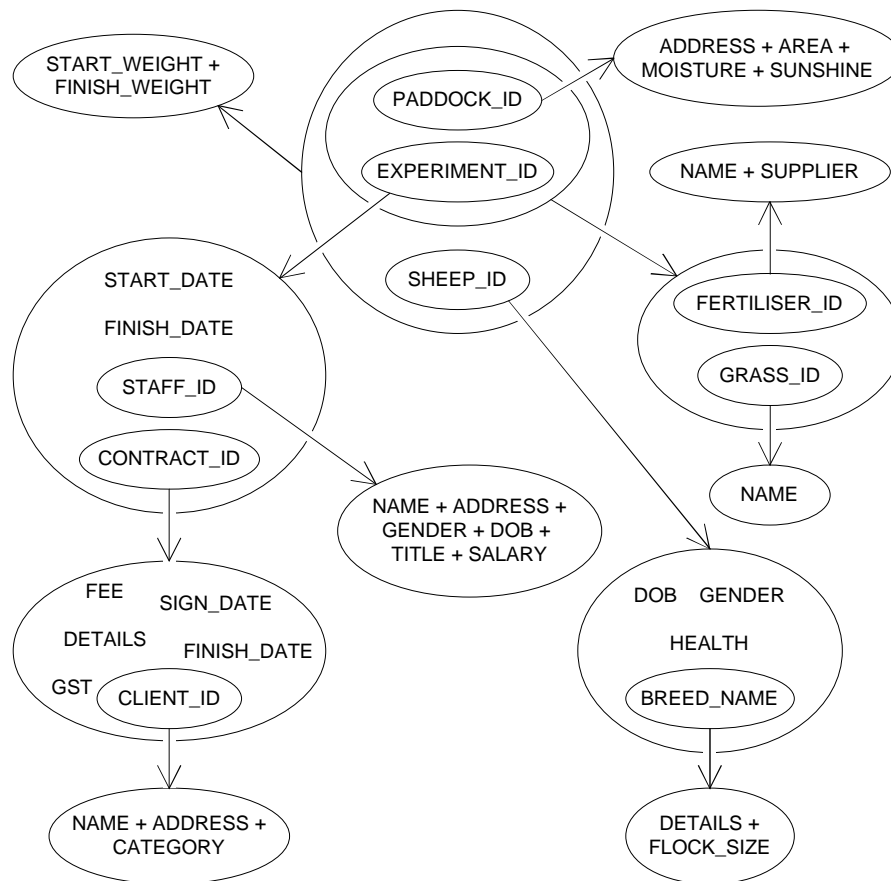 START_WEIGHT +
FINISH_WEIGHT
PADDOCK_ID
ADDRESS + AREA +
MOISTURE + SUNSHINE
EXPERIMENT_ID
NAME + SUPPLIER
START_DATE
SHEEP_ID
FERTILISER_ID
FINISH_DATE
STAFF_ID
GRASS_ID
CONTRACT_ID
NAME + ADDRESS +
GENDER + DOB +
TITLE + SALARY
NAME
FEE
SIGN_DATE
DETAILS
FINISH_DATE
GST
CLIENT_ID
DOB
GENDER
HEALTH
BREED_NAME
NAME + ADDRESS +
CATEGORY
DETAILS +
FLOCK_SIZE